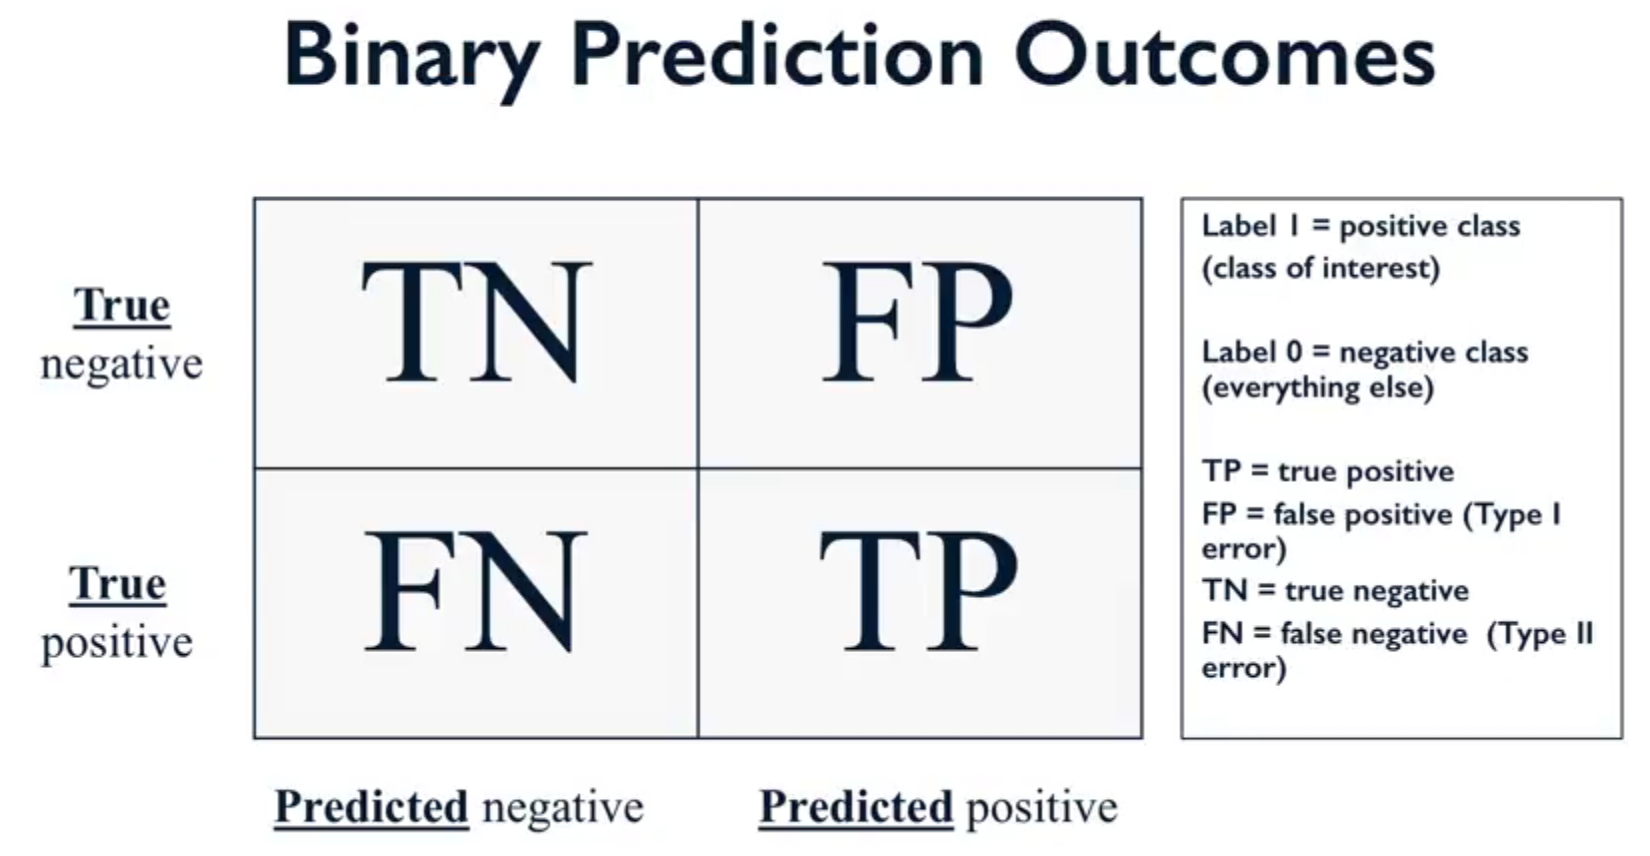 Binary Prediction Outcomes
True
negative
TN
FP
True
positive
FN
TP
Predicted negative
Predicted positive
Label 1 = positive class
(class of interest)
Label 0 = negative class
(everything else)
TP = true positive
FP = false positive (Type I
error)
TN = true negative
FN = false negative (Type II
error)